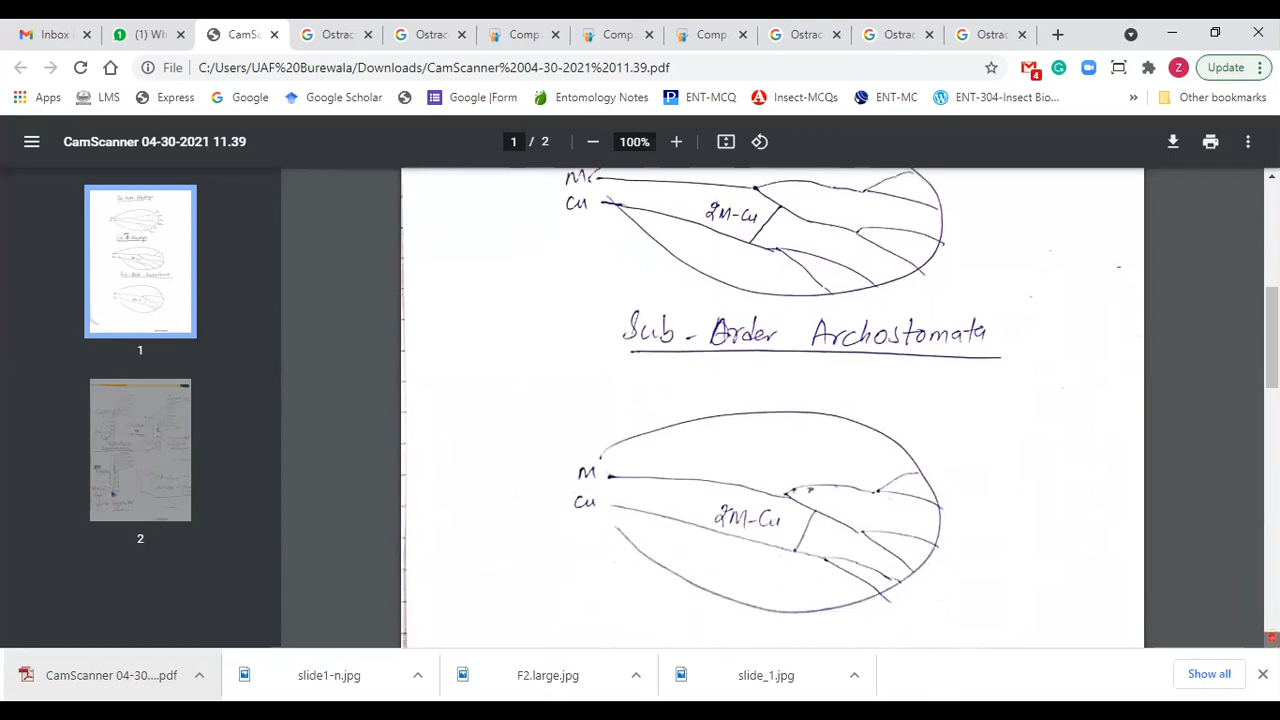 Inbox
(1) Wh
CamSc
Ostrac
Ostrac
Comp
Comp
Comp
Ostrac
Ostrac
Ostrac
File C:/Users/UAF%20Burewala/Downloads/CamScanner%2004-30-2021%2011.39.pdf
4
Z
Update
Apps
LMS
Express
Google
Google Scholar
Google |Form
Entomology Notes
ENT-MCQ
Insect-MCQs
ENT-MC
ENT-304-Insect Bio...
»
Other bookmarks
CamScanner 04-30-2021 11.39
1 / 2
100%
M
Cu
2M-Cu
Sub-Order Archostomata
M
Cu
2M-Cu
1
2
CamScanner 04-30....pdf
slide1-n.jpg
F2.large.jpg
slide_1.jpg
Show all